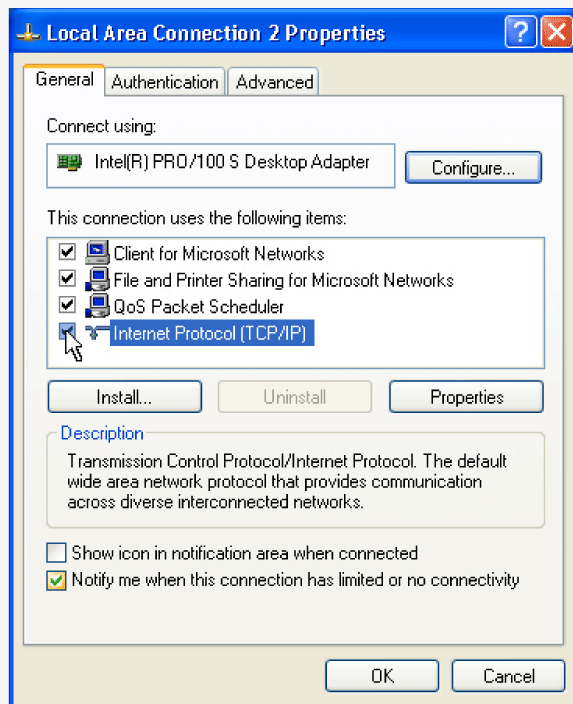 Local Area Connection 2 Properties
General Authentication Advanced
Connect using:
Intel(R) PRO/100 S Desktop Adapter Configure...
This connection uses the following items:
Client for Microsoft Networks
File and Printer Sharing for Microsoft Networks
QoS Packet Scheduler
Internet Protocol (TCP/IP)
Install... Uninstall Properties
Description
Transmission Control Protocol/Internet Protocol. The default
wide area network protocol that provides communication
across diverse interconnected networks.
Show icon in notification area when connected
Notify me when this connection has limited or no connectivity
OK Cancel